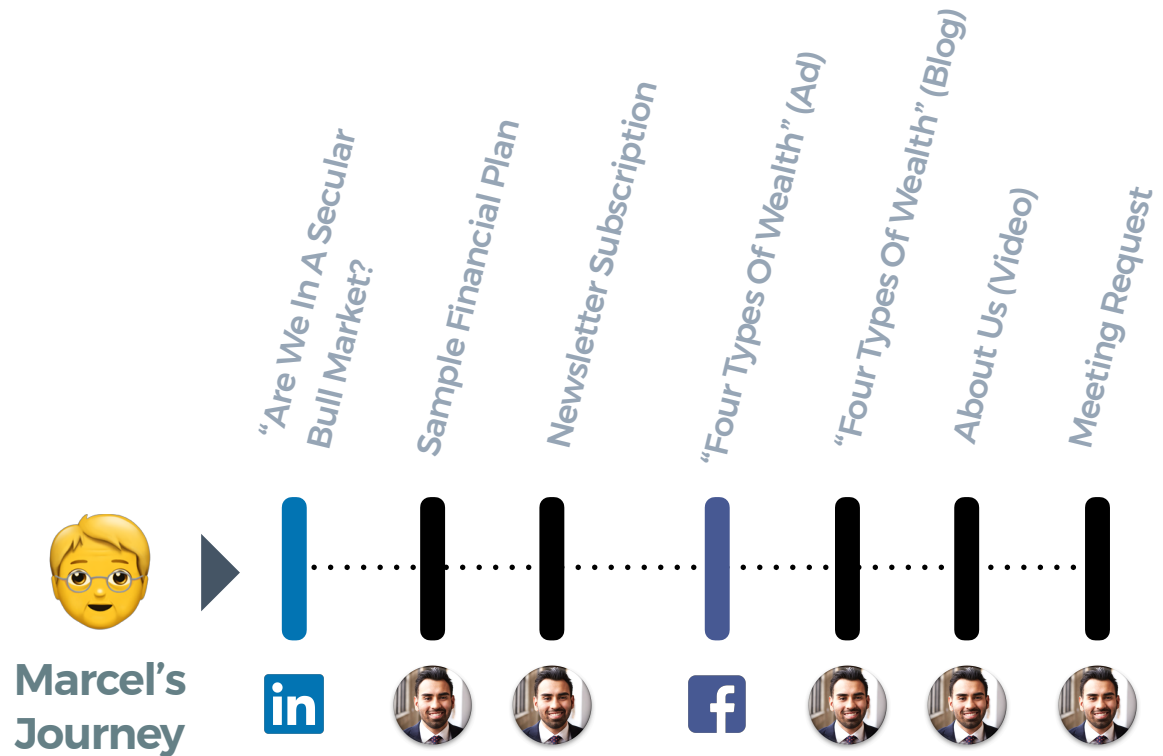 “Are We In A Secular
Bull Market?
Sample Financial Plan
Newsletter Subscription
“Four Types Of Wealth” (Ad)
“Four Types Of Wealth” (Blog)
About Us (Video)
Meeting Request
Marcel’s
Journey
in
f